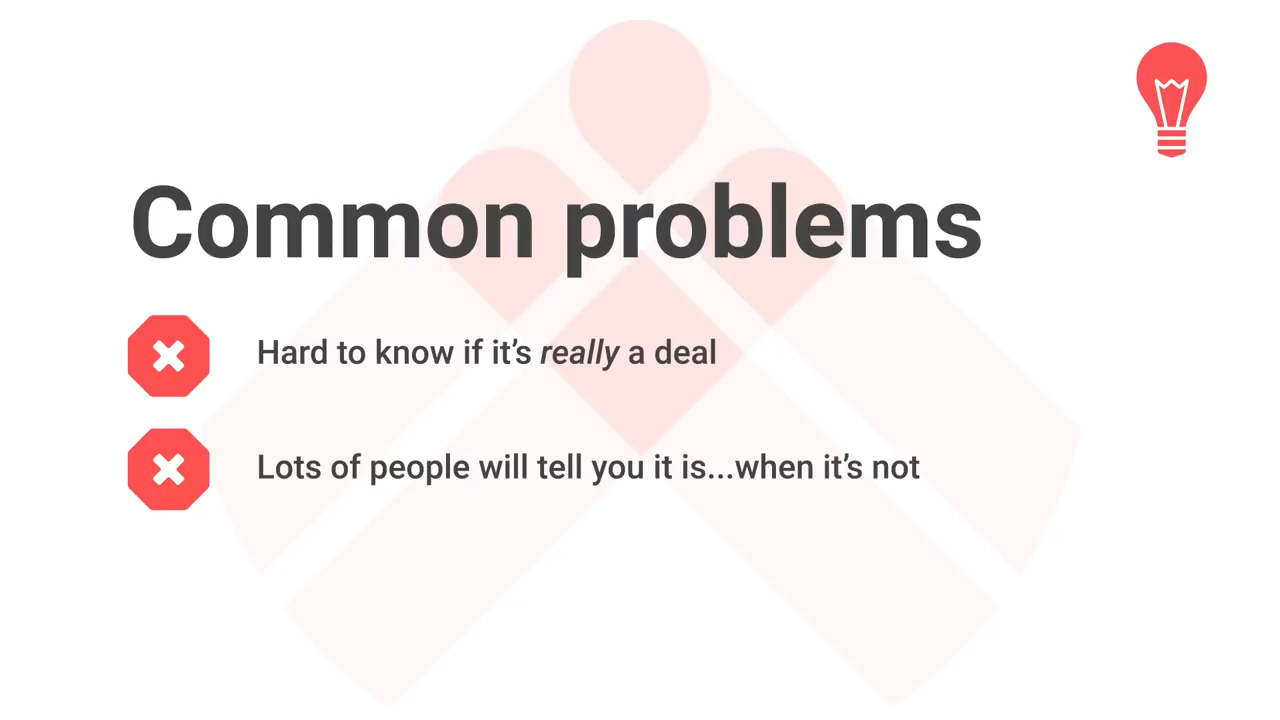 Common problems
Hard to know if it’s really a deal
Lots of people will tell you it is...when it’s not